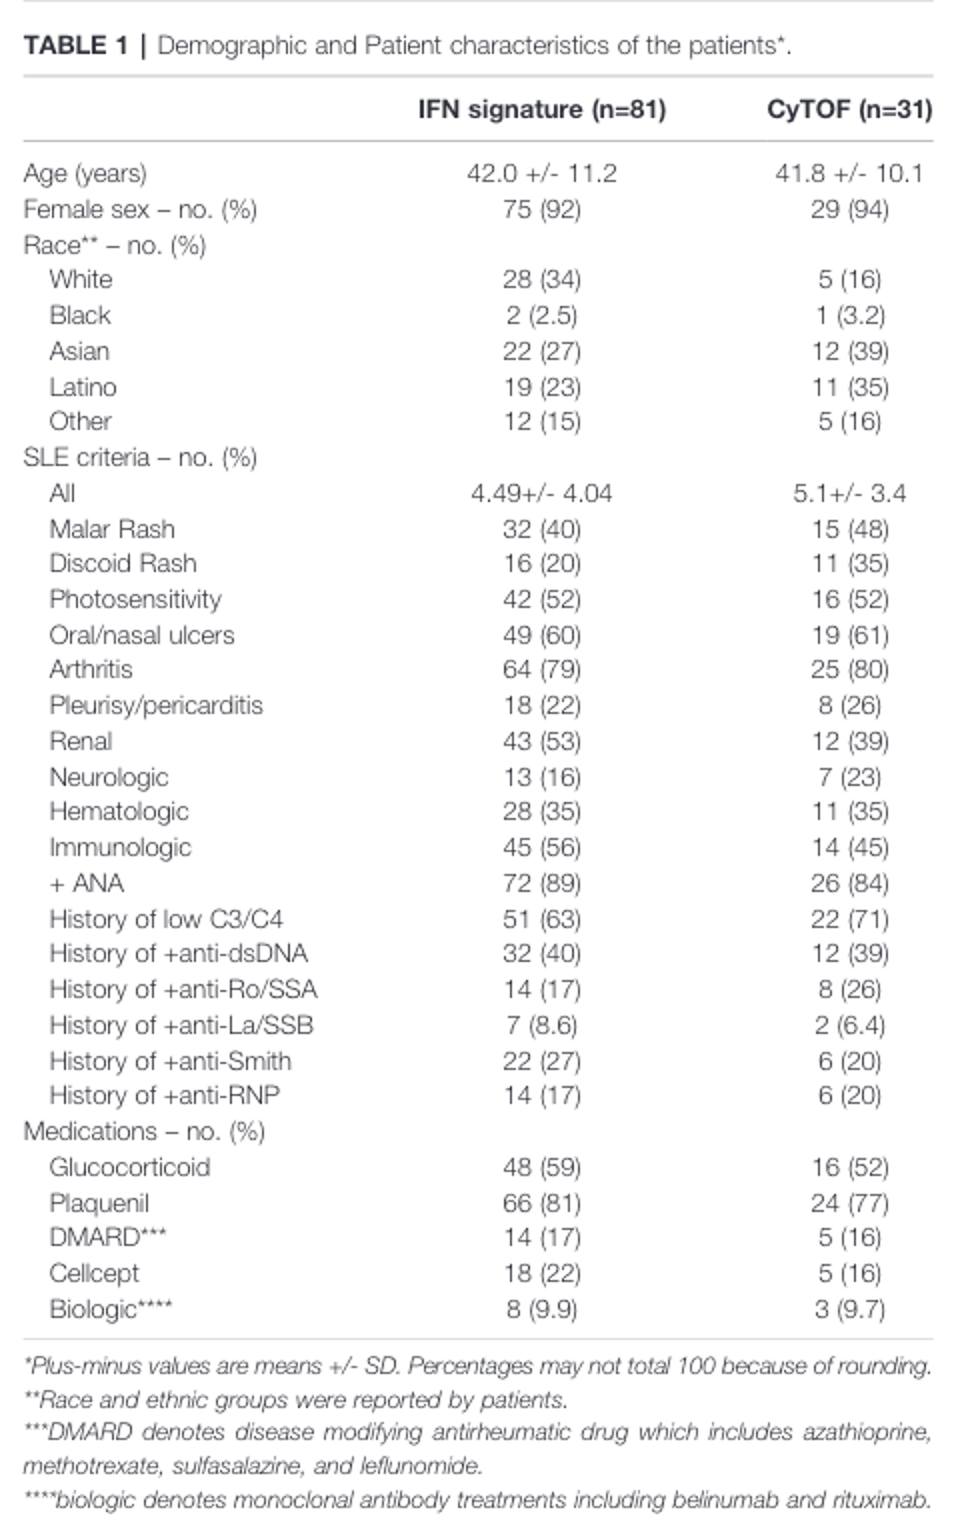 TABLE 1 | Demographic and Patient characteristics of the patients*.
IFN signature (n=81) CyTOF (n=31)
Age (years) 42.0 +/- 11.2 41.8 +/- 10.1
Female sex – no. (%) 75 (92) 29 (94)
Race** – no. (%)
White 28 (34) 5 (16)
Black 2 (2.5) 1 (3.2)
Asian 22 (27) 12 (39)
Latino 19 (23) 11 (35)
Other 12 (15) 5 (16)
SLE criteria – no. (%)
All 4.49+/- 4.04 5.1+/- 3.4
Malar Rash 32 (40) 15 (48)
Discoid Rash 16 (20) 11 (35)
Photosensitivity 42 (52) 16 (52)
Oral/nasal ulcers 49 (60) 19 (61)
Arthritis 64 (79) 25 (80)
Pleurisy/pericarditis 18 (22) 8 (26)
Renal 43 (53) 12 (39)
Neurologic 13 (16) 7 (23)
Hematologic 28 (35) 11 (35)
Immunologic 45 (56) 14 (45)
+ ANA 72 (89) 26 (84)
History of low C3/C4 51 (63) 22 (71)
History of +anti-dsDNA 32 (40) 12 (39)
History of +anti-Ro/SSA 14 (17) 8 (26)
History of +anti-La/SSB 7 (8.6) 2 (6.4)
History of +anti-Smith 22 (27) 6 (20)
History of +anti-RNP 14 (17) 6 (20)
Medications – no. (%)
Glucocorticoid 48 (59) 16 (52)
Plaquenil 66 (81) 24 (77)
DMARD*** 14 (17) 5 (16)
Cellcept 18 (22) 5 (16)
Biologic**** 8 (9.9) 3 (9.7)
*Plus-minus values are means +/- SD. Percentages may not total 100 because of rounding.
**Race and ethnic groups were reported by patients.
***DMARD denotes disease modifying antirheumatic drug which includes azathioprine,
methotrexate, sulfasalazine, and leflunomide.
****biologic denotes monoclonal antibody treatments including belinumab and rituximab.